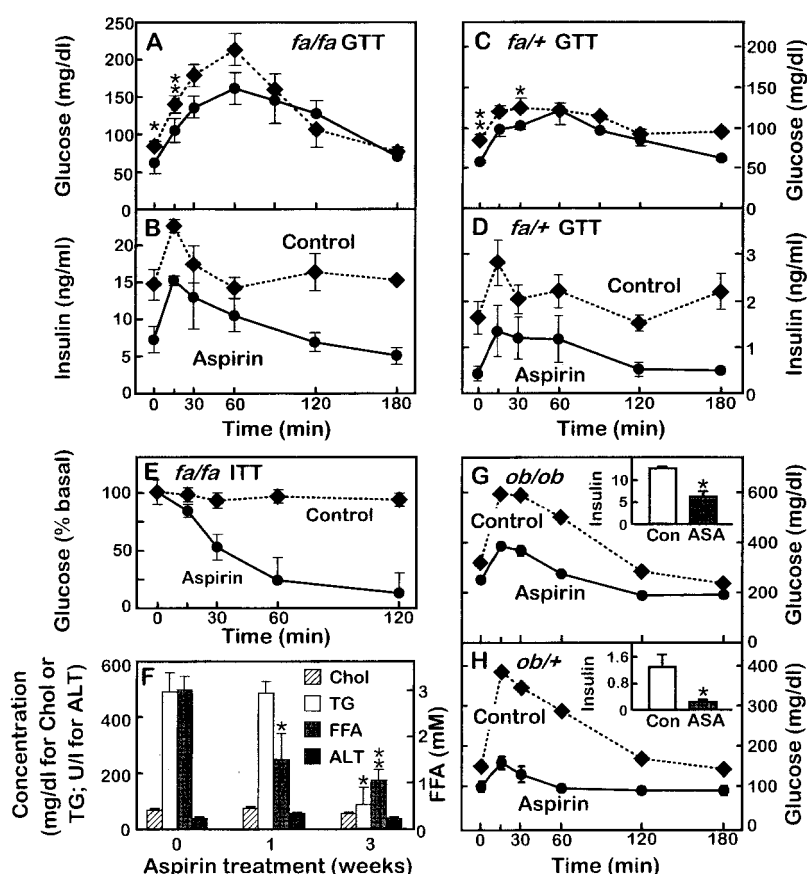 A
fa/fa GTT
Glucose (mg/dl)
250
200
150
100
50
0
*
**
C
fa/+ GTT
Glucose (mg/dl)
200
150
100
50
0
**
*
B
Control
Aspirin
Insulin (ng/ml)
20
15
10
5
0
0 30 60 120 180
Time (min)
D
fa/+ GTT
Control
Aspirin
Insulin (ng/ml)
3
2
1
0
0 30 60 120 180
Time (min)
E
fa/fa ITT
Control
Aspirin
Glucose (% basal)
100
75
50
25
0
0 30 60 120
Time (min)
G
ob/ob
Control
Aspirin
Insulin
10
5
0
*
Con ASA
Glucose (mg/dl)
600
400
200
0
F
Chol
TG
FFA
ALT
Concentration
(mg/dl for Chol or
TG; U/l for ALT)
600
400
200
0
*
*
**
FFA (mM)
3
2
1
0
0 1 3
Aspirin treatment (weeks)
H
ob/+
Control
Aspirin
Insulin
1.6
0.8
0
*
Con ASA
Glucose (mg/dl)
400
300
200
100
0
0 30 60 120 180
Time (min)